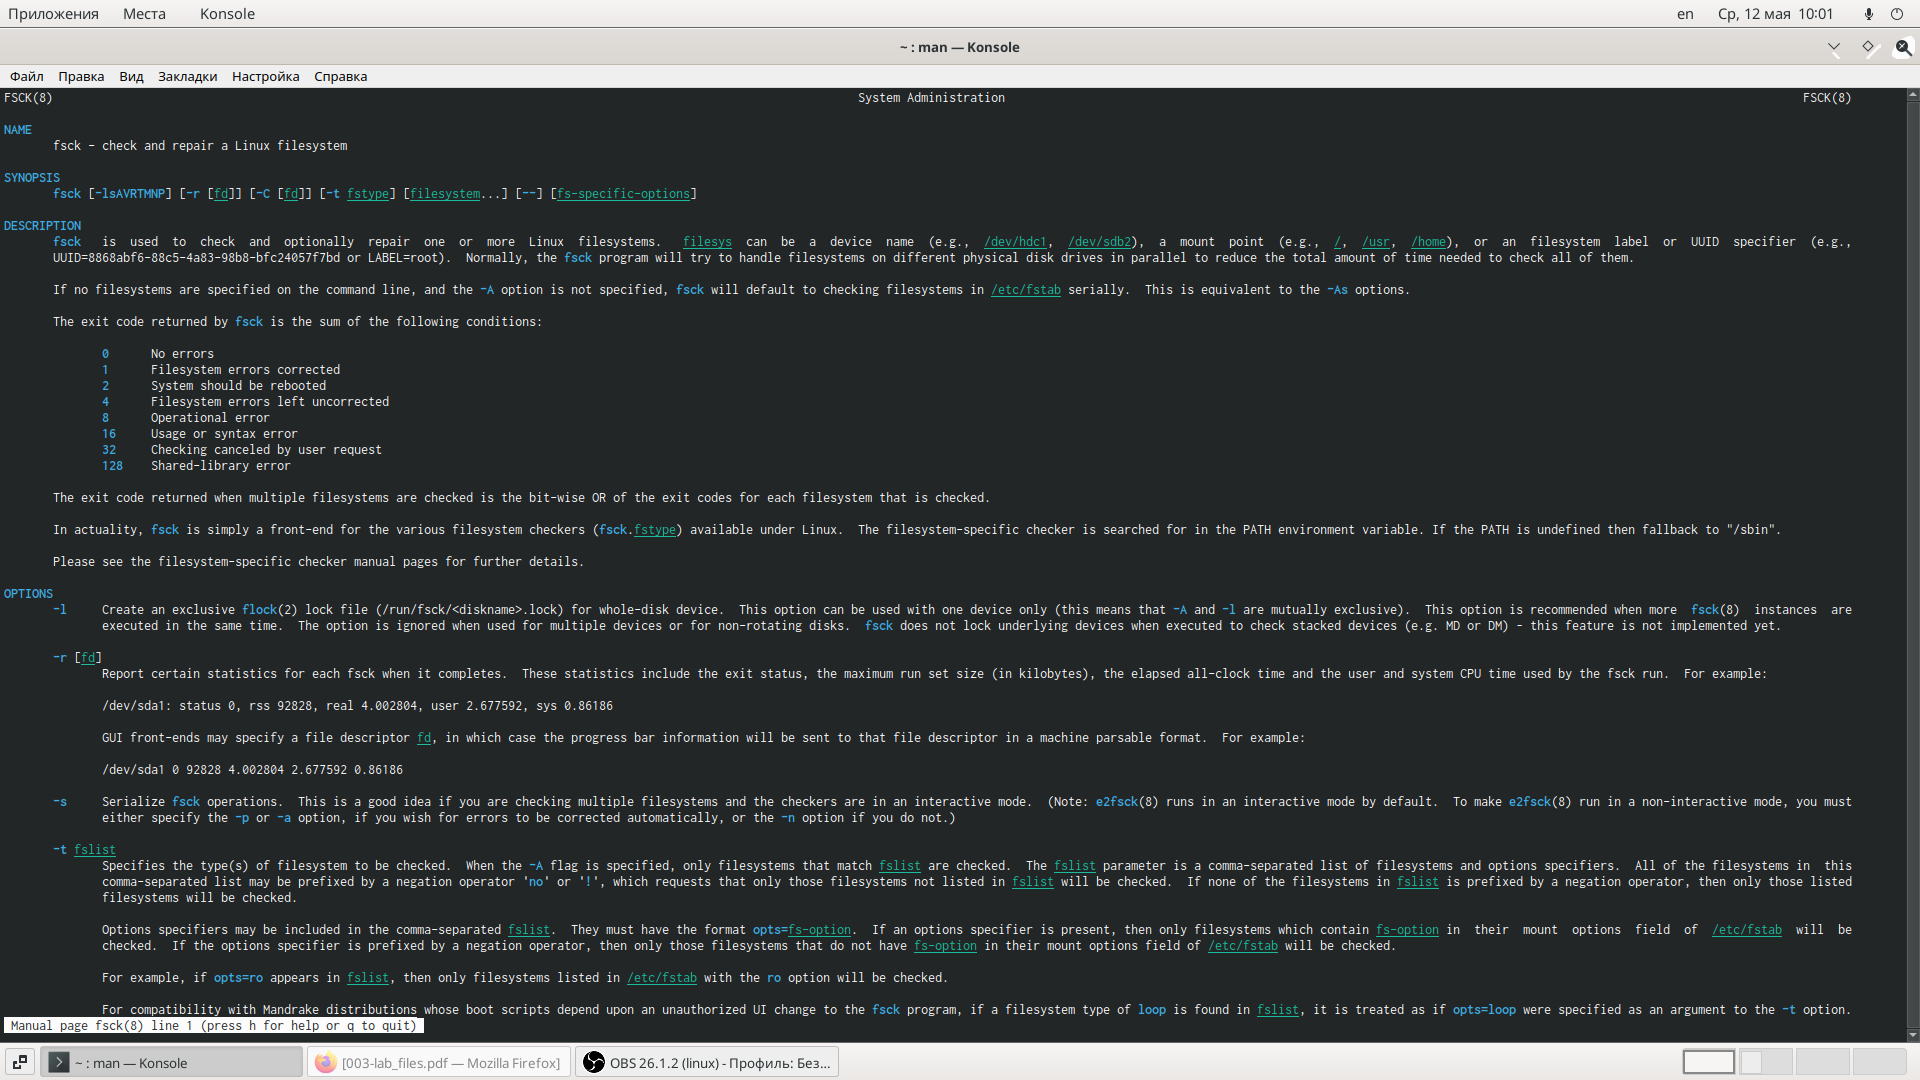 Приложения Места Konsole en Ср, 12 мая 10:01
~ : man — Konsole
Файл Правка Вид Закладки Настройка Справка
FSCK(8) System Administration FSCK(8)
NAME
fsck - check and repair a Linux filesystem
SYNOPSIS
fsck [-lsAVRTMNP] [-r [fd]] [-C [fd]] [-t fstype] [filesystem...] [--] [fs-specific-options]
DESCRIPTION
fsck is used to check and optionally repair one or more Linux filesystems. filesys can be a device name (e.g., /dev/hdc1, /dev/sdb2), a mount point (e.g., /, /usr, /home), or an filesystem label or UUID specifier (e.g.,
UUID=8868abf6-88c5-4a83-98b8-bfc24057f7bd or LABEL=root). Normally, the fsck program will try to handle filesystems on different physical disk drives in parallel to reduce the total amount of time needed to check all of them.
If no filesystems are specified on the command line, and the -A option is not specified, fsck will default to checking filesystems in /etc/fstab serially. This is equivalent to the -As options.
The exit code returned by fsck is the sum of the following conditions:
0 No errors
1 Filesystem errors corrected
2 System should be rebooted
4 Filesystem errors left uncorrected
8 Operational error
16 Usage or syntax error
32 Checking canceled by user request
128 Shared-library error
The exit code returned when multiple filesystems are checked is the bit-wise OR of the exit codes for each filesystem that is checked.
In actuality, fsck is simply a front-end for the various filesystem checkers (fsck.fstype) available under Linux. The filesystem-specific checker is searched for in the PATH environment variable. If the PATH is undefined then fallback to "/sbin".
Please see the filesystem-specific checker manual pages for further details.
OPTIONS
-l Create an exclusive flock(2) lock file (/run/fsck/<diskname>.lock) for whole-disk device. This option can be used with one device only (this means that -A and -l are mutually exclusive). This option is recommended when more fsck(8) instances are
executed in the same time. The option is ignored when used for multiple devices or for non-rotating disks. fsck does not lock underlying devices when executed to check stacked devices (e.g. MD or DM) - this feature is not implemented yet.
-r [fd]
Report certain statistics for each fsck when it completes. These statistics include the exit status, the maximum run set size (in kilobytes), the elapsed all-clock time and the user and system CPU time used by the fsck run. For example:
/dev/sda1: status 0, rss 92828, real 4.002804, user 2.677592, sys 0.86186
GUI front-ends may specify a file descriptor fd, in which case the progress bar information will be sent to that file descriptor in a machine parsable format. For example:
/dev/sda1 0 92828 4.002804 2.677592 0.86186
-s Serialize fsck operations. This is a good idea if you are checking multiple filesystems and the checkers are in an interactive mode. (Note: e2fsck(8) runs in an interactive mode by default. To make e2fsck(8) run in a non-interactive mode, you must
either specify the -p or -a option, if you wish for errors to be corrected automatically, or the -n option if you do not.)
-t fslist
Specifies the type(s) of filesystem to be checked. When the -A flag is specified, only filesystems that match fslist are checked. The fslist parameter is a comma-separated list of filesystems and options specifiers. All of the filesystems in this
comma-separated list may be prefixed by a negation operator 'no' or '!', which requests that only those filesystems not listed in fslist will be checked. If none of the filesystems in fslist is prefixed by a negation operator, then only those listed
filesystems will be checked.
Options specifiers may be included in the comma-separated fslist. They must have the format opts=fs-option. If an options specifier is present, then only filesystems which contain fs-option in their mount options field of /etc/fstab will be
checked. If the options specifier is prefixed by a negation operator, then only those filesystems that do not have fs-option in their mount options field of /etc/fstab will be checked.
For example, if opts=ro appears in fslist, then only filesystems listed in /etc/fstab with the ro option will be checked.
For compatibility with Mandrake distributions whose boot scripts depend upon an unauthorized UI change to the fsck program, if a filesystem type of loop is found in fslist, it is treated as if opts=loop were specified as an argument to the -t option.
Manual page fsck(8) line 1 (press h for help or q to quit)
~ : man — Konsole [003-lab_files.pdf — Mozilla Firefox] OBS 26.1.2 (linux) - Профиль: Без...